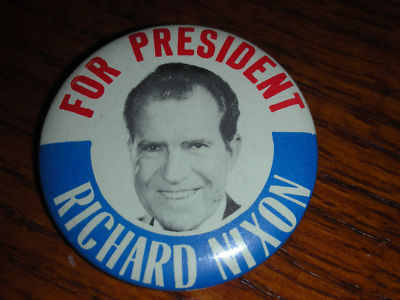 FOR PRESIDENT
RICHARD NIXON